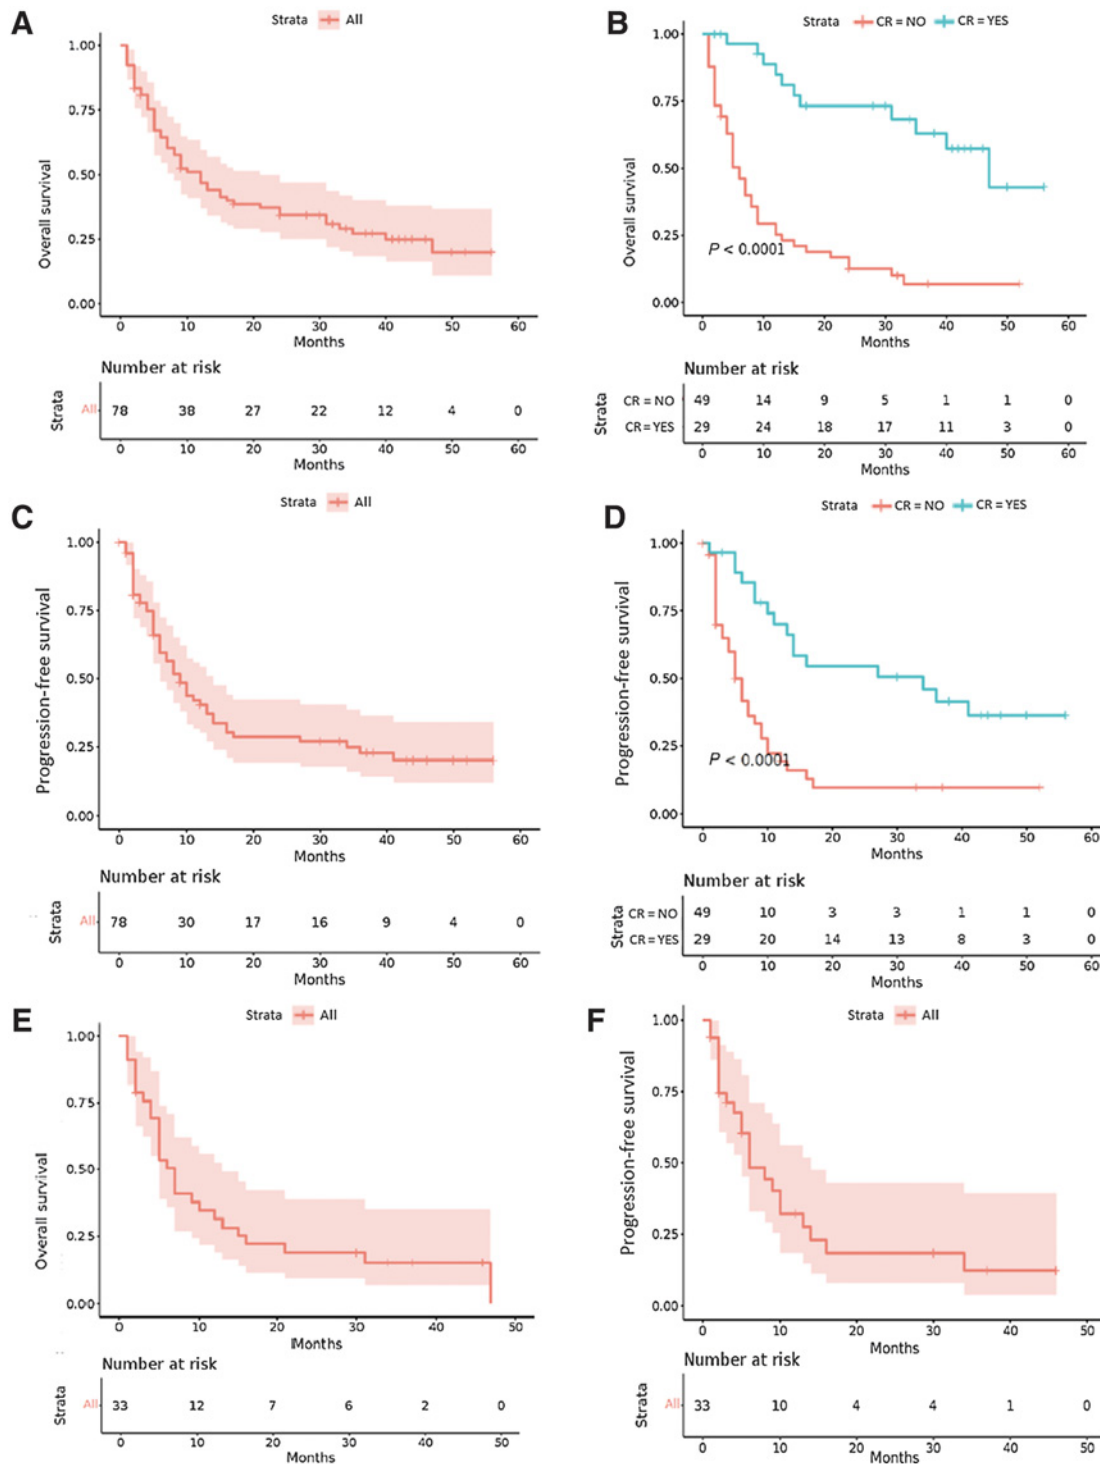 A
Strata All
Overall survival
1.00
0.75
0.50
0.25
0.00
0 10 20 30 40 50 60
Months
Number at risk
Strata
All 78 38 27 22 12 4 0
0 10 20 30 40 50 60
Months
B
Strata CR = NO CR = YES
Overall survival
1.00
0.75
0.50
0.25
0.00
P < 0.0001
0 10 20 30 40 50 60
Months
Number at risk
Strata
CR = NO 49 14 9 5 1 1 0
CR = YES 29 24 18 17 11 3 0
0 10 20 30 40 50 60
Months
C
Strata All
Progression-free survival
1.00
0.75
0.50
0.25
0.00
0 10 20 30 40 50 60
Months
Number at risk
Strata
All 78 30 17 16 9 4 0
0 10 20 30 40 50 60
Months
D
Strata CR = NO CR = YES
Progression-free survival
1.00
0.75
0.50
0.25
0.00
P < 0.0001
0 10 20 30 40 50 60
Months
Number at risk
Strata
CR = NO 49 10 3 3 1 1 0
CR = YES 29 20 14 13 8 3 0
0 10 20 30 40 50 60
Months
E
Strata All
Overall survival
1.00
0.75
0.50
0.25
0.00
0 10 20 30 40 50
Months
Number at risk
Strata
All 33 12 7 6 2 0
0 10 20 30 40 50
Months
F
Strata All
Progression-free survival
1.00
0.75
0.50
0.25
0.00
0 10 20 30 40 50
Months
Number at risk
Strata
All 33 10 4 4 1 0
0 10 20 30 40 50
Months